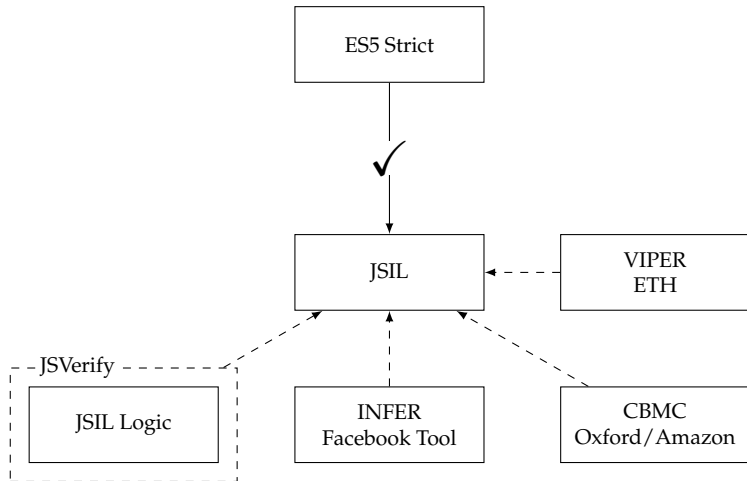 ES5 Strict
JSIL
VIPER
ETH
JSVerify
JSIL Logic
INFER
Facebook Tool
CBMC
Oxford/Amazon